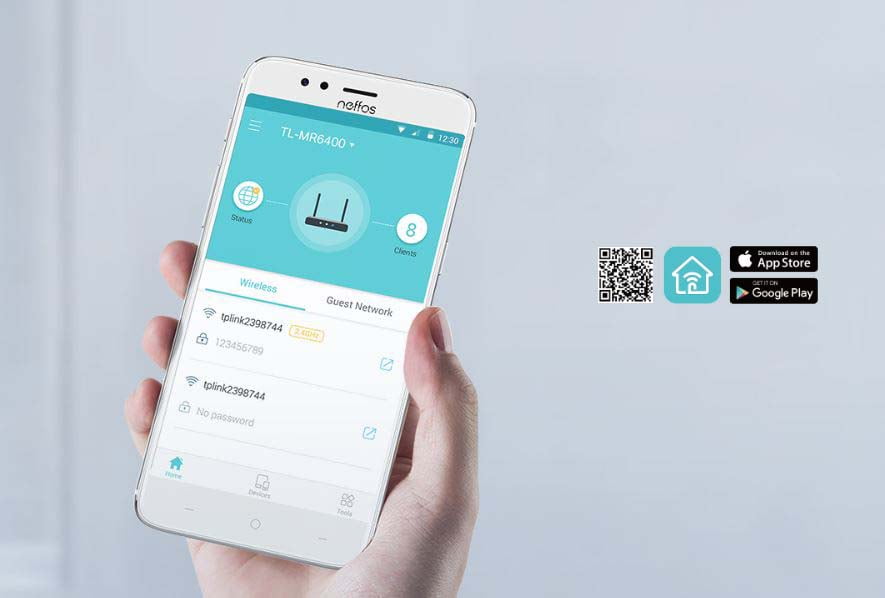 neffos
12:30
TL-MR6400
Status
8
Clients
Wireless
Guest Network
tplink2398744 2.4GHz
123456789
tplink2398744
No password
Home
Devices
Tools
Download on the
App Store
GET IT ON
Google Play